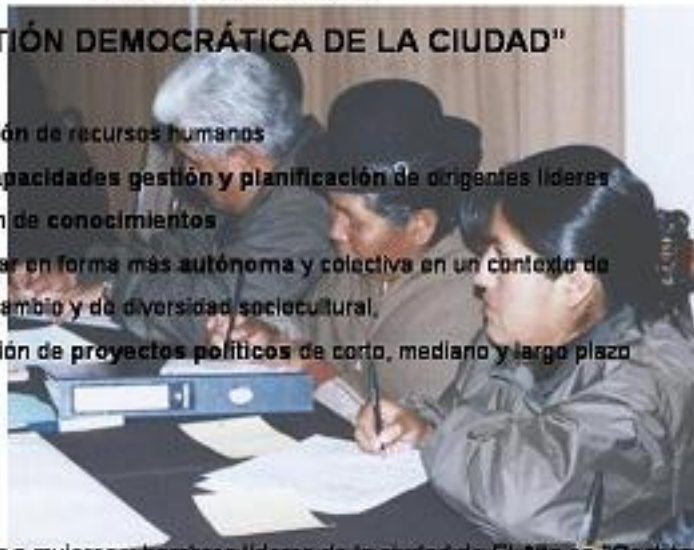 TIÓN DEMOCRÁTICA DE LA CIUDAD"
ón de recursos humanos
apacidades gestión y planificación de dirigentes líderes
n de conocimientos
ar en forma más autónoma y colectiva en un contexto de
ambio y de diversidad sociocultural,
ión de proyectos políticos de corto, mediano y largo plazo